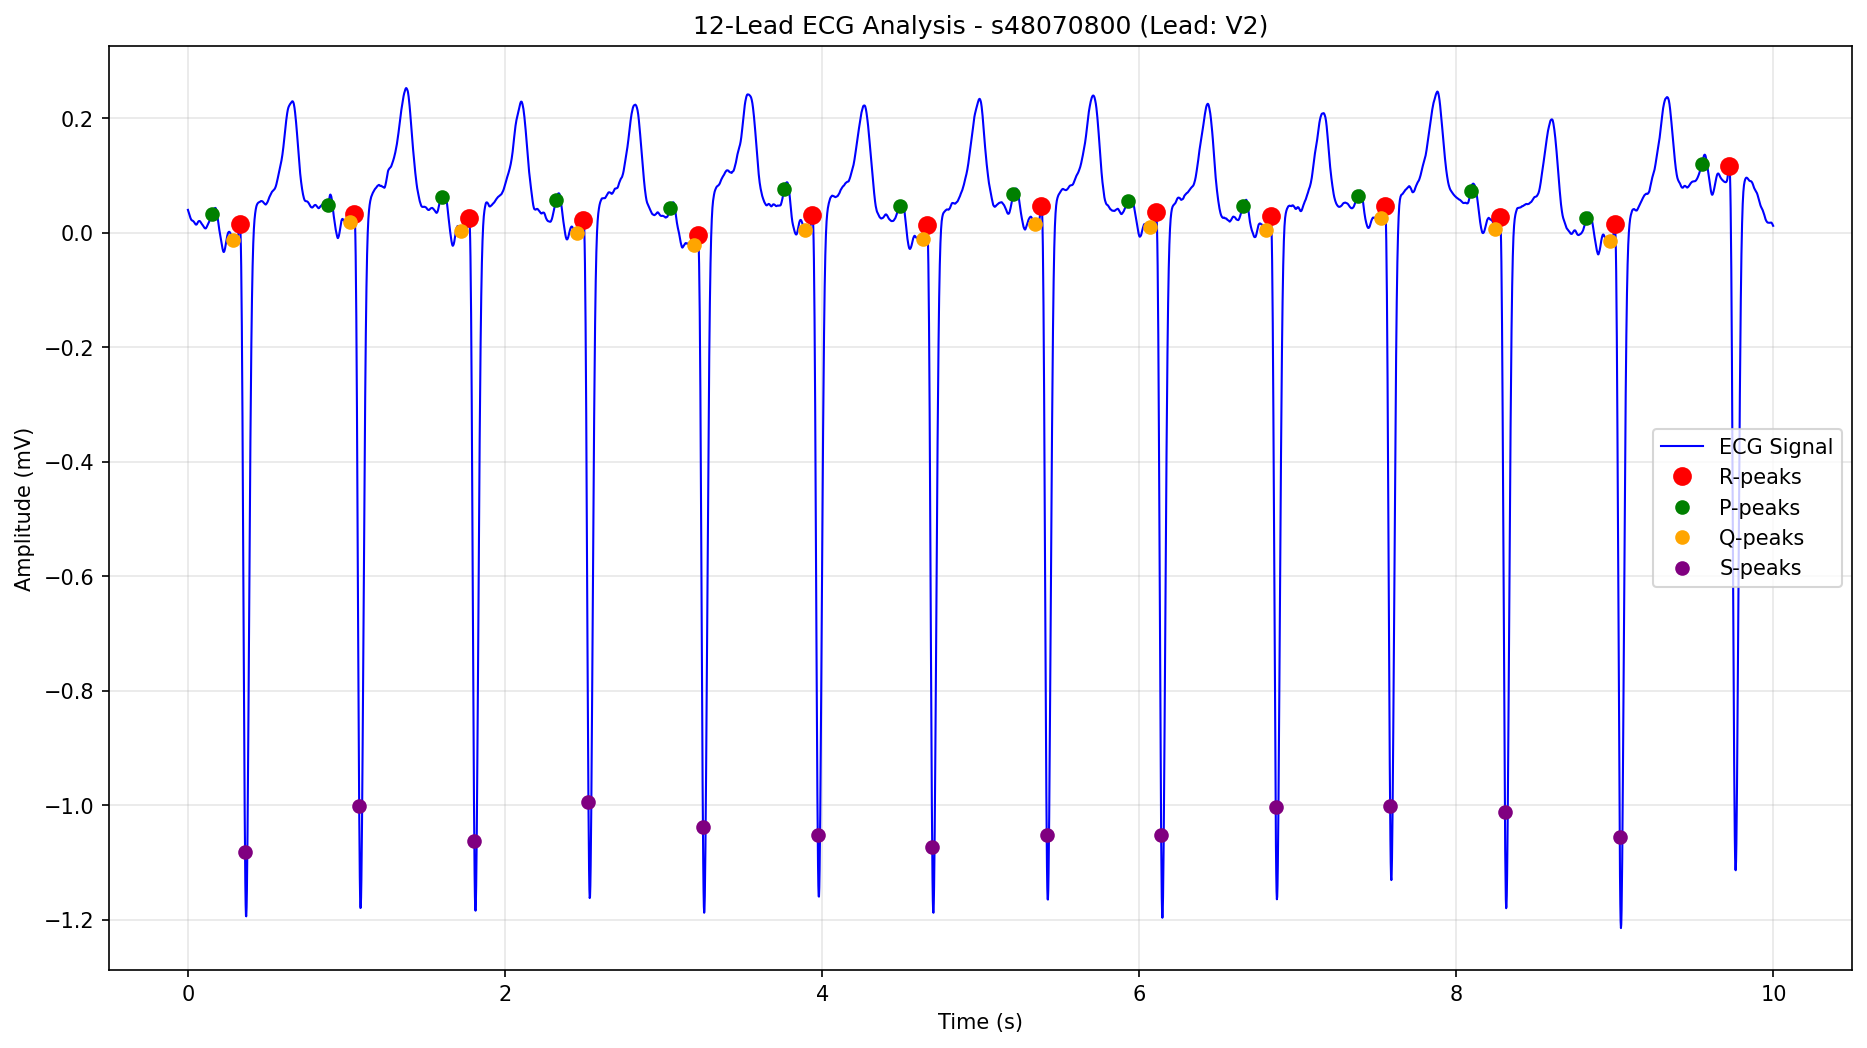 12-Lead ECG Analysis - s48070800 (Lead: V2)
Amplitude (mV)
0.2
0.0
−0.2
−0.4
−0.6
−0.8
−1.0
−1.2
ECG Signal
R-peaks
P-peaks
Q-peaks
S-peaks
0 2 4 6 8 10
Time (s)